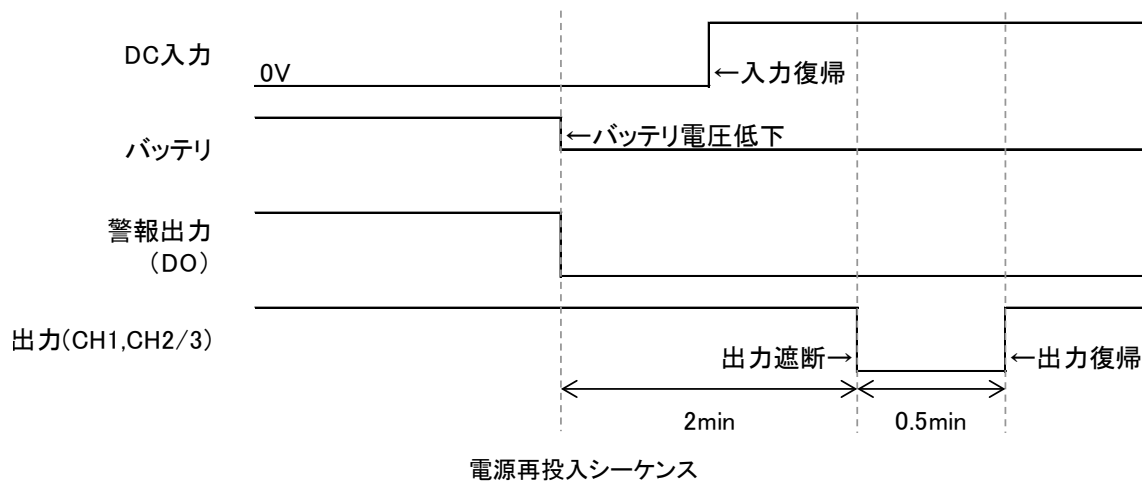 DC入力
0V
←入力復帰
バッテリ
←バッテリ電圧低下
警報出力
(DO)
出力(CH1,CH2/3)
出力遮断→
←出力復帰
2min
0.5min
電源再投入シーケンス